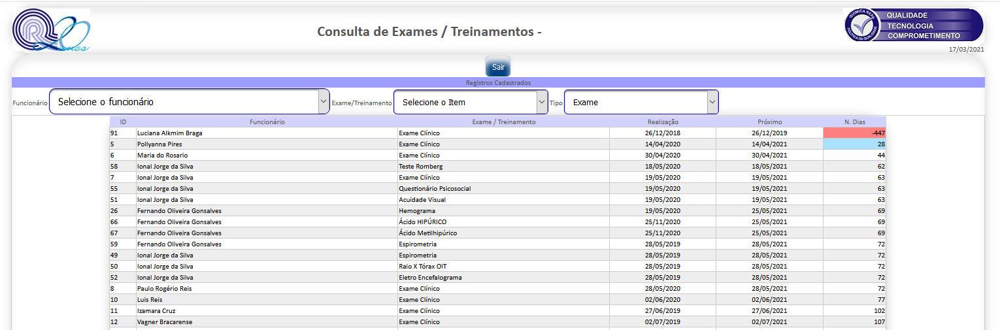 Consulta de Exames / Treinamentos -
QUÍMICA REAL
POLÍTICA DA QUALIDADE
QUALIDADE
TECNOLOGIA
COMPROMETIMENTO
17/03/2021
Sair
Registros Cadastrados
Funcionário Selecione o funcionário Exame/Treinamento Selecione o Item Tipo Exame
ID Funcionário Exame / Treinamento Realização Próximo N. Dias
91 Luciana Alkmim Braga Exame Clínico 26/12/2018 26/12/2019 -447
5 Pollyanna Pires Exame Clínico 14/04/2020 14/04/2021 28
6 Maria do Rosario Exame Clínico 30/04/2020 30/04/2021 44
58 Ional Jorge da Silva Teste Romberg 18/05/2020 18/05/2021 62
7 Ional Jorge da Silva Exame Clínico 19/05/2020 19/05/2021 63
55 Ional Jorge da Silva Questionário Psicosocial 19/05/2020 19/05/2021 63
51 Ional Jorge da Silva Acuidade Visual 19/05/2020 19/05/2021 63
26 Fernando Oliveira Gonsalves Hemograma 19/05/2020 25/05/2021 69
66 Fernando Oliveira Gonsalves Ácido HIPÚRICO 25/11/2020 25/05/2021 69
67 Fernando Oliveira Gonsalves Ácido Metilhipúrico 25/11/2020 25/05/2021 69
59 Fernando Oliveira Gonsalves Espirometria 28/05/2019 28/05/2021 72
49 Ional Jorge da Silva Espirometria 28/05/2019 28/05/2021 72
50 Ional Jorge da Silva Raio X Tórax OIT 28/05/2019 28/05/2021 72
52 Ional Jorge da Silva Eletro Encefalograma 28/05/2019 28/05/2021 72
8 Paulo Rogério Reis Exame Clínico 28/05/2020 28/05/2021 72
10 Luis Reis Exame Clínico 02/06/2020 02/06/2021 77
11 Izamara Cruz Exame Clínico 27/06/2019 27/06/2021 102
12 Vagner Bracarense Exame Clínico 02/07/2019 02/07/2021 107